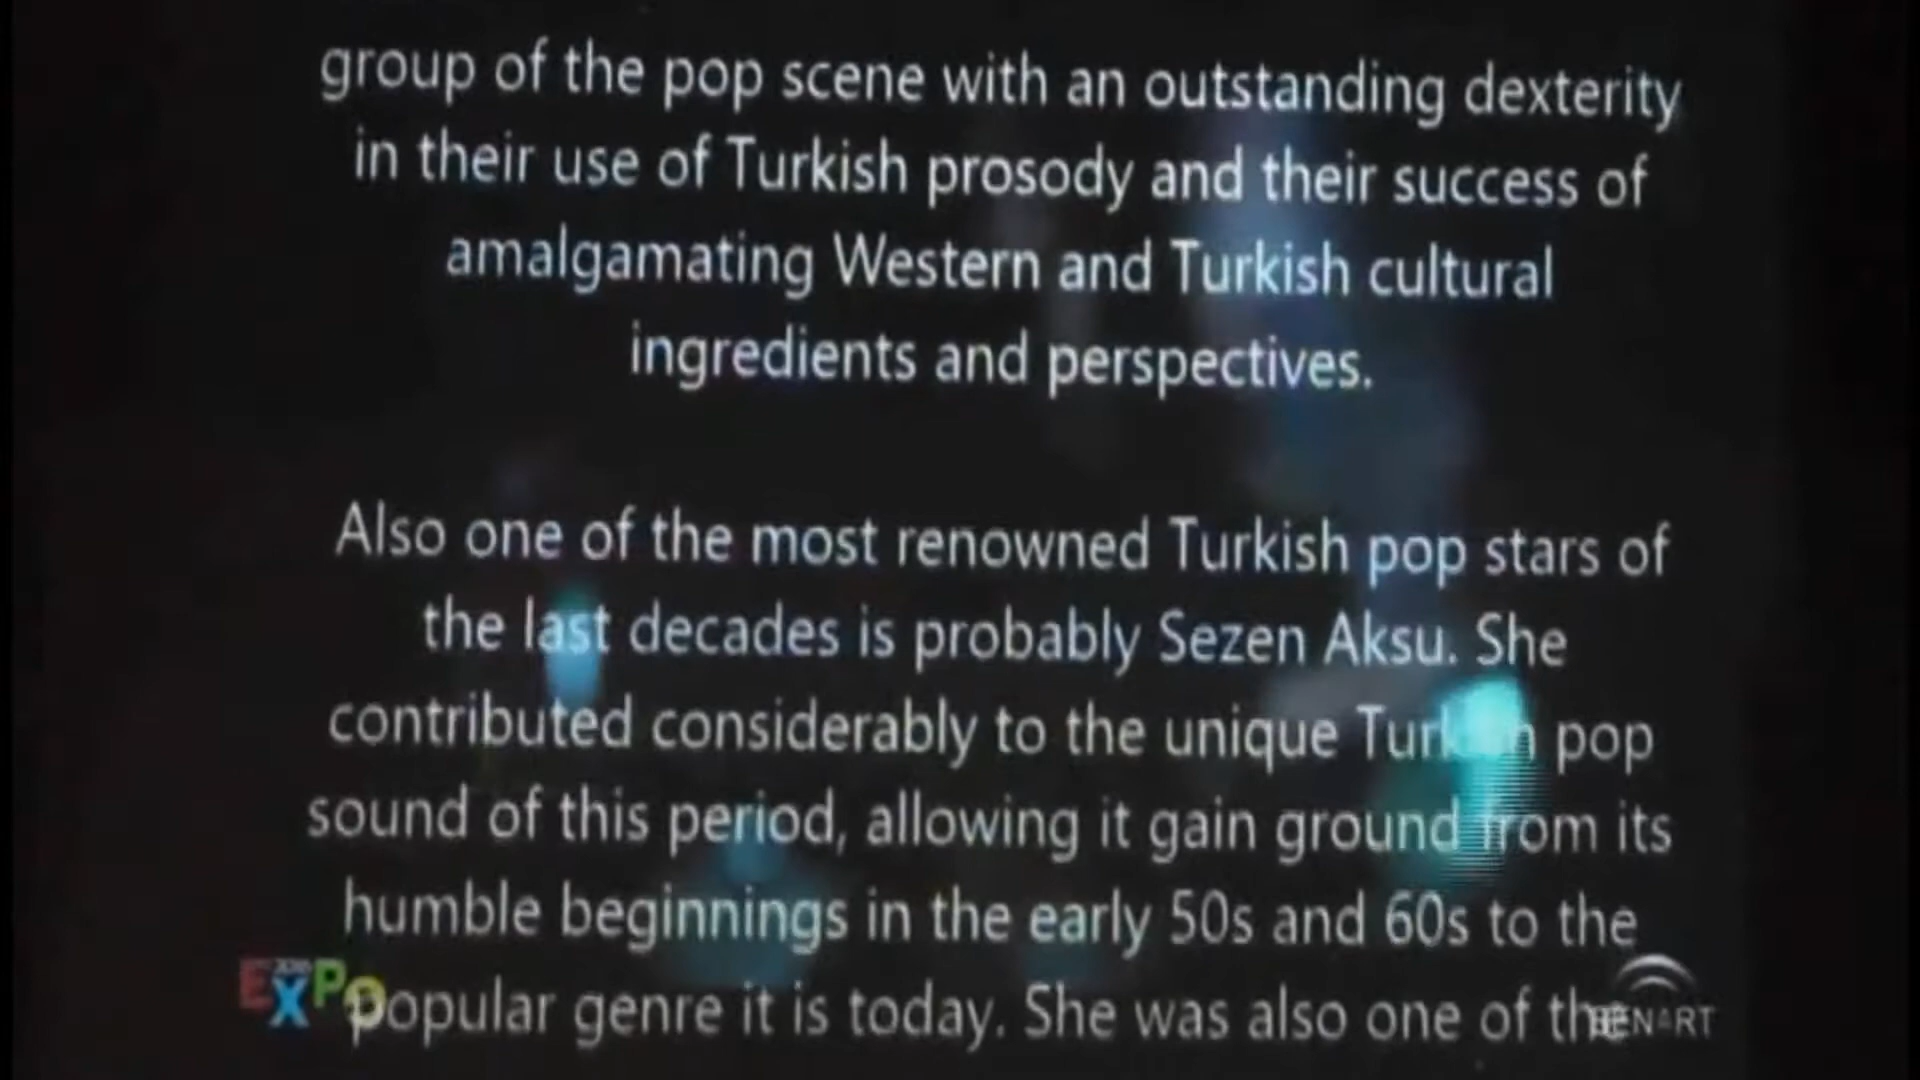 group of the pop scene with an outstanding dexterity
in their use of Turkish prosody and their success of
amalgamating Western and Turkish cultural
ingredients and perspectives.
Also one of the most renowned Turkish pop stars of
the last decades is probably Sezen Aksu. She
contributed considerably to the unique Turkish pop
sound of this period, allowing it gain ground from its
humble beginnings in the early 50s and 60s to the
popular genre it is today. She was also one of the
EXPO
BENART